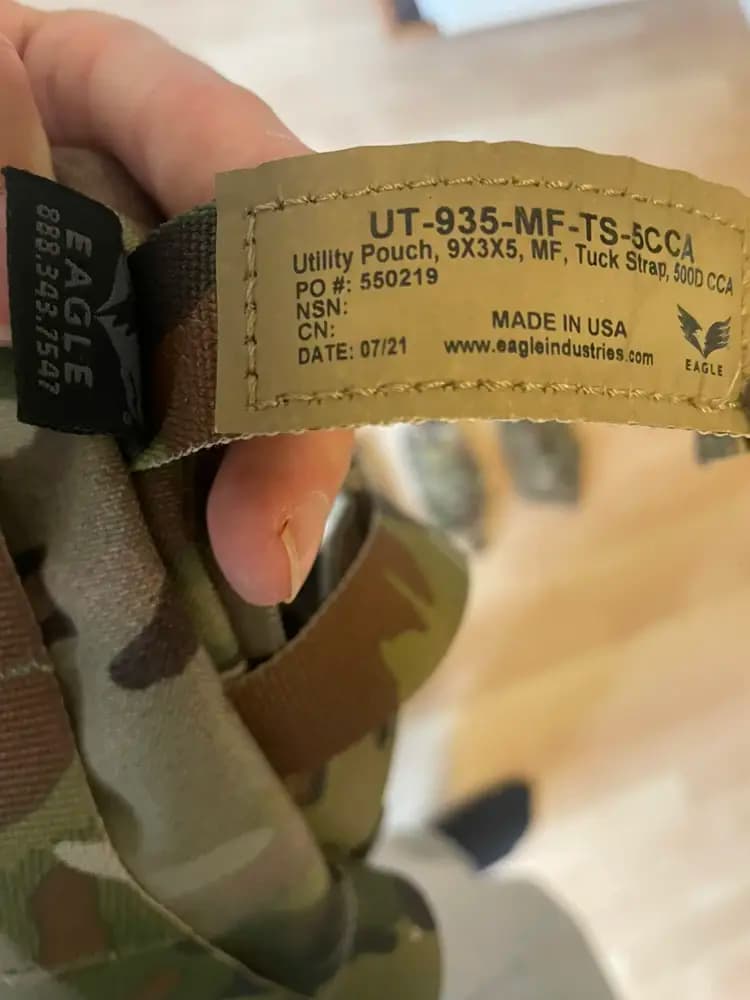 EAGLE
888.343.7547
UT-935-MF-TS-5CCA
Utility Pouch, 9X3X5, MF, Tuck Strap, 500D CCA
PO #: 550219
NSN:
CN:
MADE IN USA
DATE: 07/21
www.eagleindustries.com
EAGLE